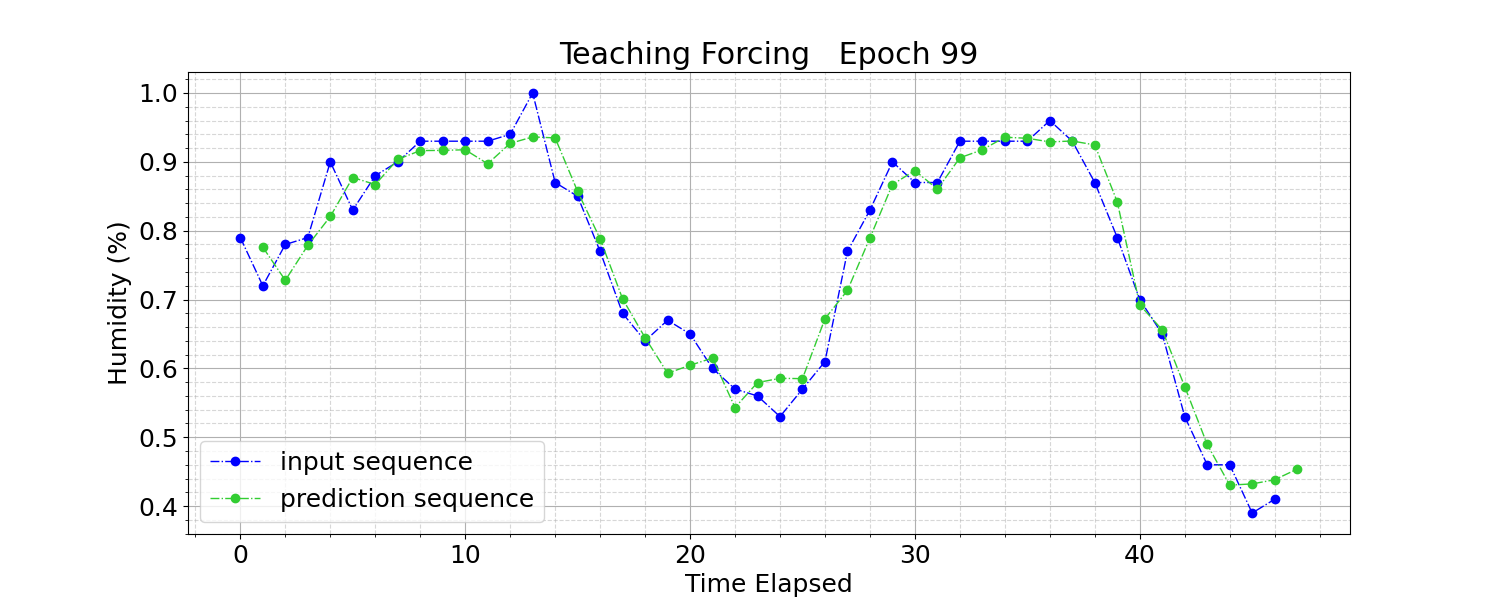 Teaching Forcing   Epoch 99
1.0
0.9
0.8
0.7
0.6
0.5
0.4
Humidity (%)
input sequence
prediction sequence
0 10 20 30 40
Time Elapsed